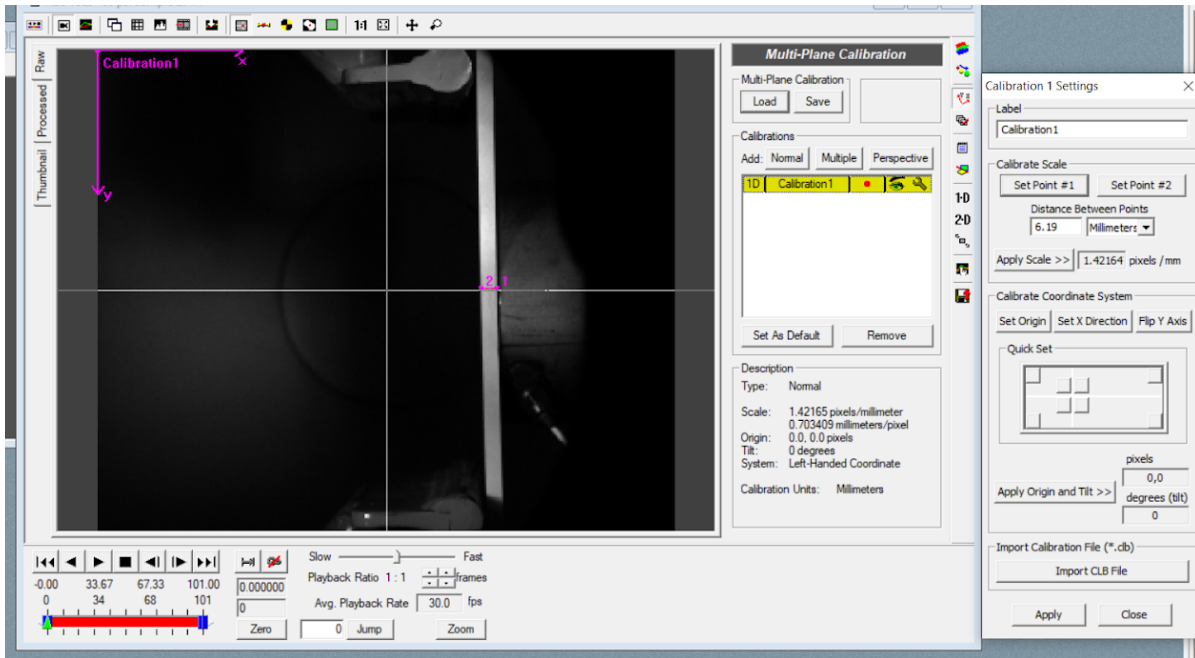 1:1
Raw
Processed
Thumbnail
Calibration1
X
Y
2 1
Multi-Plane Calibration
Multi-Plane Calibration
Load Save
Calibrations
Add: Normal Multiple Perspective
1D Calibration1
Set As Default Remove
Description
Type: Normal
Scale: 1.42165 pixels/millimeter
0.703409 millimeters/pixel
Origin: 0.0, 0.0 pixels
Tilt: 0 degrees
System: Left-Handed Coordinate
Calibration Units: Millimeters
1-D
2-D
Calibration 1 Settings
Label
Calibration1
Calibrate Scale
Set Point #1 Set Point #2
Distance Between Points
6.19 Millimeters
Apply Scale >> 1.42164 pixels / mm
Calibrate Coordinate System
Set Origin Set X Direction Flip Y Axis
Quick Set
pixels
0,0
Apply Origin and Tilt >> degrees (tilt)
0
Import Calibration File (*.clb)
Import CLB File
Apply Close
-0.00 33.67 67.33 101.00
0 34 68 101
0.000000
0
Zero
Slow Fast
Playback Ratio 1 : 1 frames
Avg. Playback Rate 30.0 fps
0 Jump Zoom